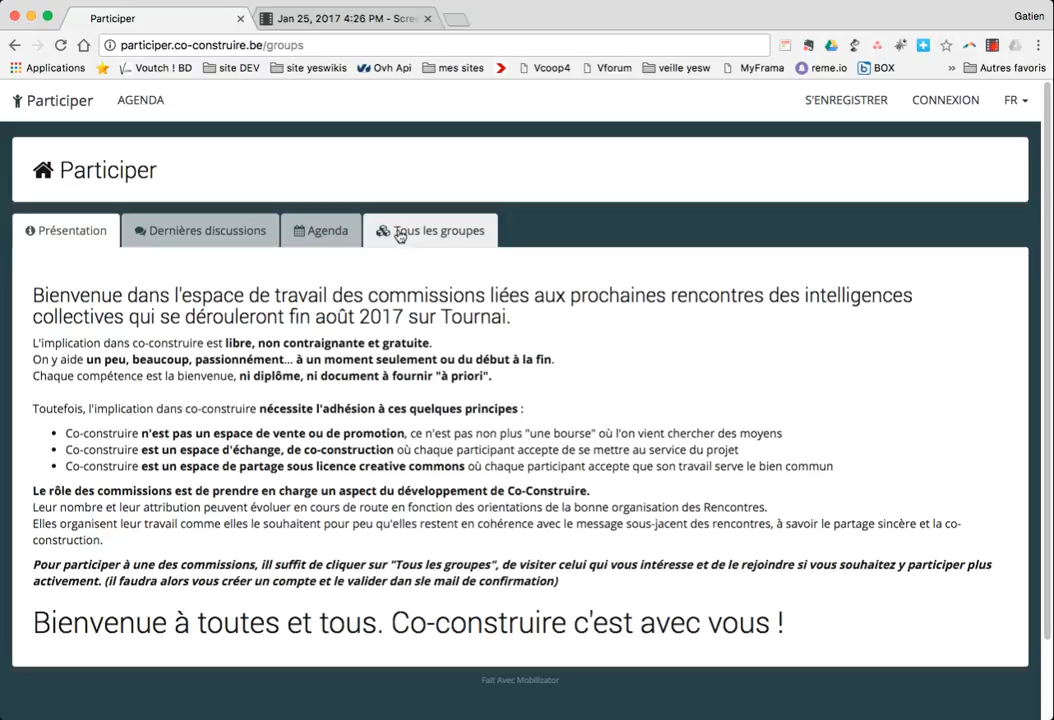 Participer
Jan 25, 2017 4:26 PM - Scree
Gatien
participer.co-construire.be/groups
Applications
Voutch ! BD
site DEV
site yeswikis
Ovh Api
mes sites
Vcoop4
Vforum
veille yesw
MyFrama
reme.io
BOX
»
Autres favoris
Participer
AGENDA
S'ENREGISTRER
CONNEXION
FR
Participer
Présentation
Dernières discussions
Agenda
Tous les groupes
Bienvenue dans l'espace de travail des commissions liées aux prochaines rencontres des intelligences
collectives qui se dérouleront fin août 2017 sur Tournai.
L'implication dans co-construire est libre, non contraignante et gratuite.
On y aide un peu, beaucoup, passionnément... à un moment seulement ou du début à la fin.
Chaque compétence est la bienvenue, ni diplôme, ni document à fournir "à priori".
Toutefois, l'implication dans co-construire nécessite l'adhésion à ces quelques principes :
• Co-construire n'est pas un espace de vente ou de promotion, ce n'est pas non plus "une bourse" où l'on vient chercher des moyens
• Co-construire est un espace d'échange, de co-construction où chaque participant accepte de se mettre au service du projet
• Co-construire est un espace de partage sous licence creative commons où chaque participant accepte que son travail serve le bien commun
Le rôle des commissions est de prendre en charge un aspect du développement de Co-Construire.
Leur nombre et leur attribution peuvent évoluer en cours de route en fonction des orientations de la bonne organisation des Rencontres.
Elles organisent leur travail comme elles le souhaitent pour peu qu'elles restent en cohérence avec le message sous-jacent des rencontres, à savoir le partage sincère et la co-
construction.
Pour participer à une des commissions, ill suffit de cliquer sur "Tous les groupes", de visiter celui qui vous intéresse et de le rejoindre si vous souhaitez y participer plus
activement. (il faudra alors vous créer un compte et le valider dan sle mail de confirmation)
Bienvenue à toutes et tous. Co-construire c'est avec vous !
Fait Avec Mobilizator